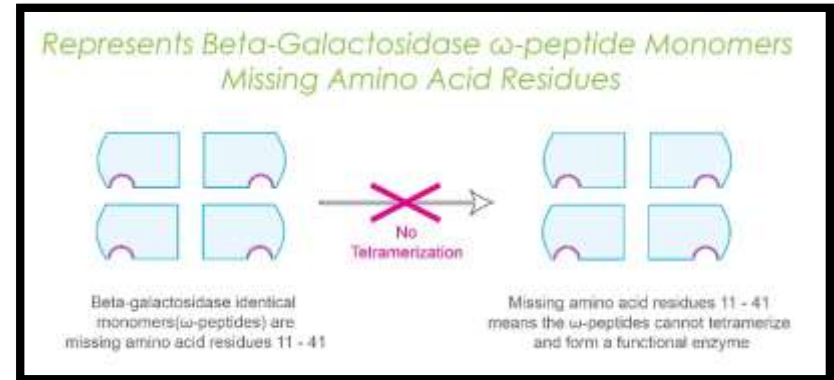 Represents Beta-Galactosidase ω-peptide Monomers
Missing Amino Acid Residues
No
Tetramerization
Beta-galactosidase identical
monomers(ω-peptides) are
missing amino acid residues 11 - 41
Missing amino acid residues 11 - 41
means the ω-peptides cannot tetramerize
and form a functional enzyme